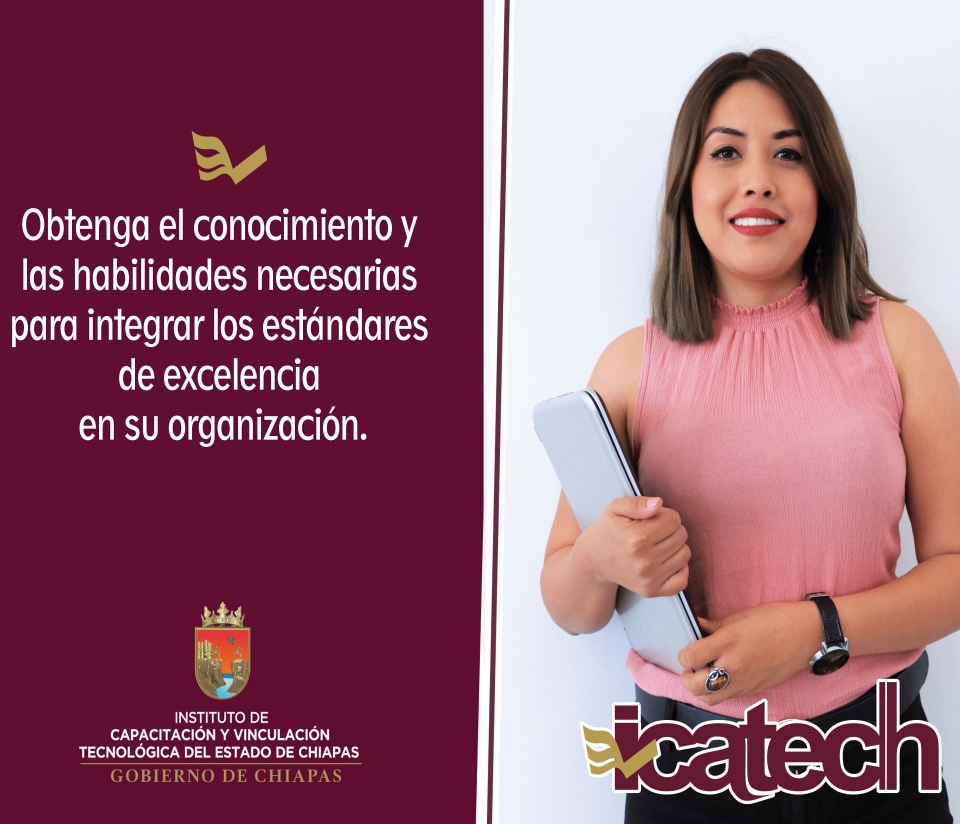 Obtenga el conocimiento y
las habilidades necesarias
para integrar los estándares
de excelencia
en su organización.
INSTITUTO DE
CAPACITACIÓN Y VINCULACIÓN
TECNOLÓGICA DEL ESTADO DE CHIAPAS
GOBIERNO DE CHIAPAS
icatech